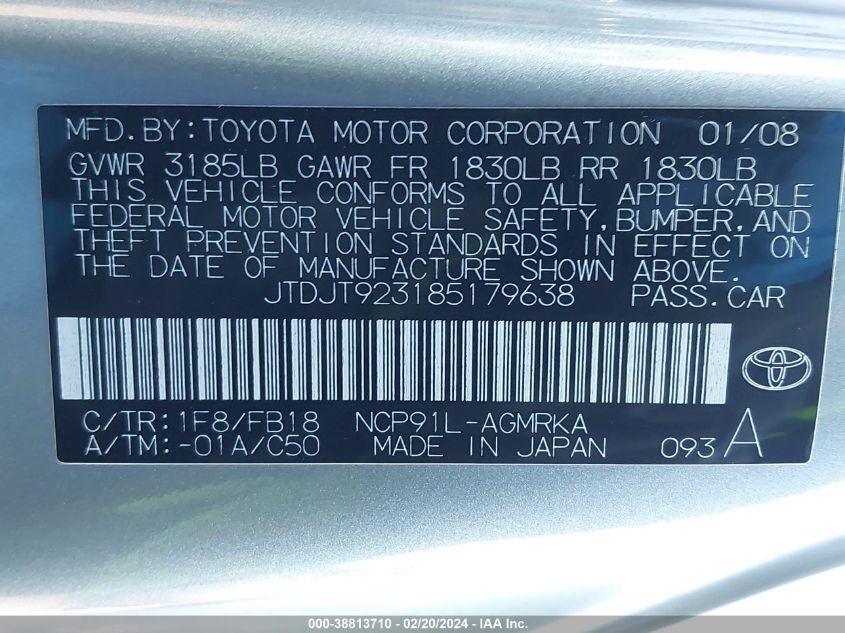 MFD.BY:TOYOTA MOTOR CORPORATION 01/08
GVWR 3185LB GAWR FR 1830LB RR 1830LB
THIS VEHICLE CONFORMS TO ALL APPLICABLE
FEDERAL MOTOR VEHICLE SAFETY,BUMPER,AND
THEFT PREVENTION STANDARDS IN EFFECT ON
THE DATE OF MANUFACTURE SHOWN ABOVE.
JTDJT923185179638 PASS.CAR
C/TR:1F8/FB18 NCP91L-AGMRKA
A/TM:-01A/C50 MADE IN JAPAN 093 A
000-38813710 - 02/20/2024 - IAA Inc.